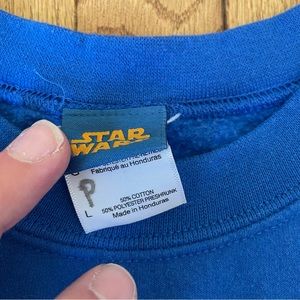 STAR
WARS
Fabriqué au Honduras
50% COTTON
50% POLYESTER PRESHRUNK
L Made in Honduras